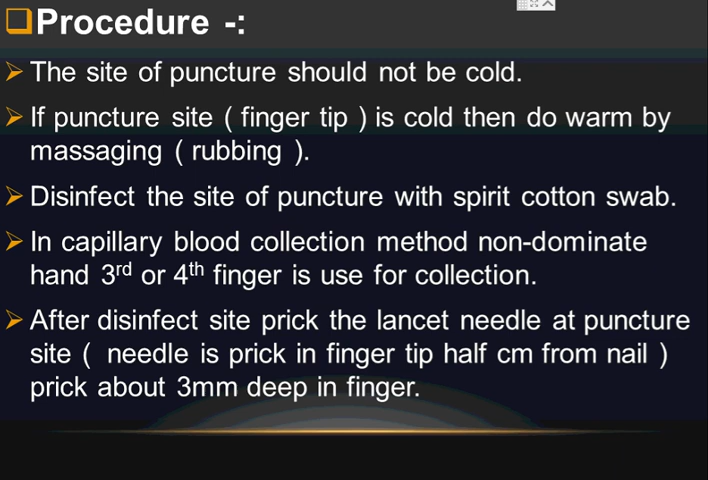 ❑Procedure -:
➢ The site of puncture should not be cold.
➢ If puncture site ( finger tip ) is cold then do warm by
massaging ( rubbing ).
➢ Disinfect the site of puncture with spirit cotton swab.
➢ In capillary blood collection method non-dominate
hand 3rd or 4th finger is use for collection.
➢ After disinfect site prick the lancet needle at puncture
site ( needle is prick in finger tip half cm from nail )
prick about 3mm deep in finger.